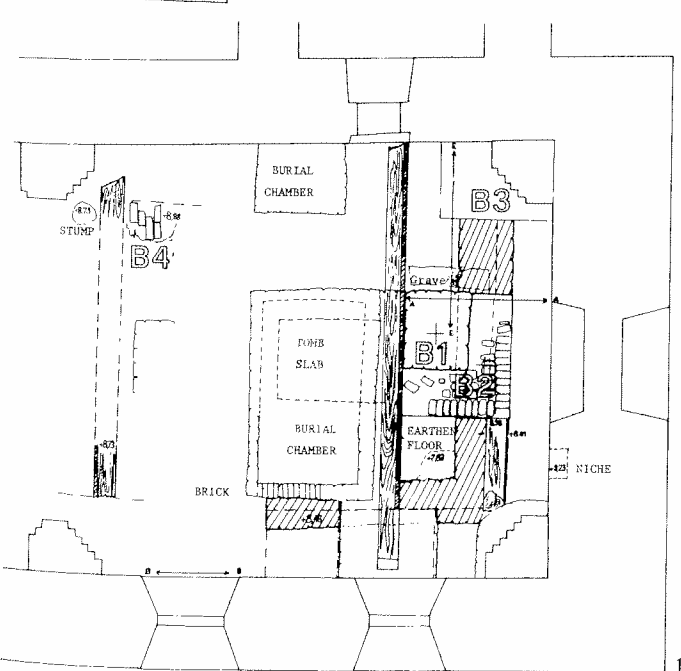 BURIAL
CHAMBER
B3
STUMP
B4
Grave
TOMB
SLAB
B1
B2
BURIAL
CHAMBER
EARTHEN
FLOOR
NICHE
BRICK
1